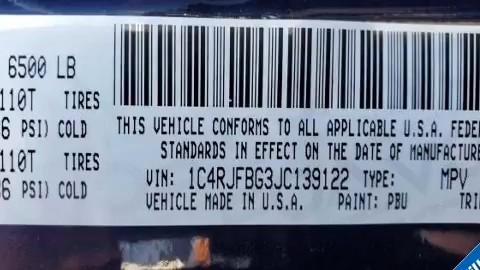 6500 LB
110T TIRES
6 PSI) COLD
110T TIRES
6 PSI) COLD
THIS VEHICLE CONFORMS TO ALL APPLICABLE U.S.A. FEDE
STANDARDS IN EFFECT ON THE DATE OF MANUFACTURE
VIN: 1C4RJFBG3JC139122 TYPE: MPV
VEHICLE MADE IN U.S.A. PAINT: PBU TRI